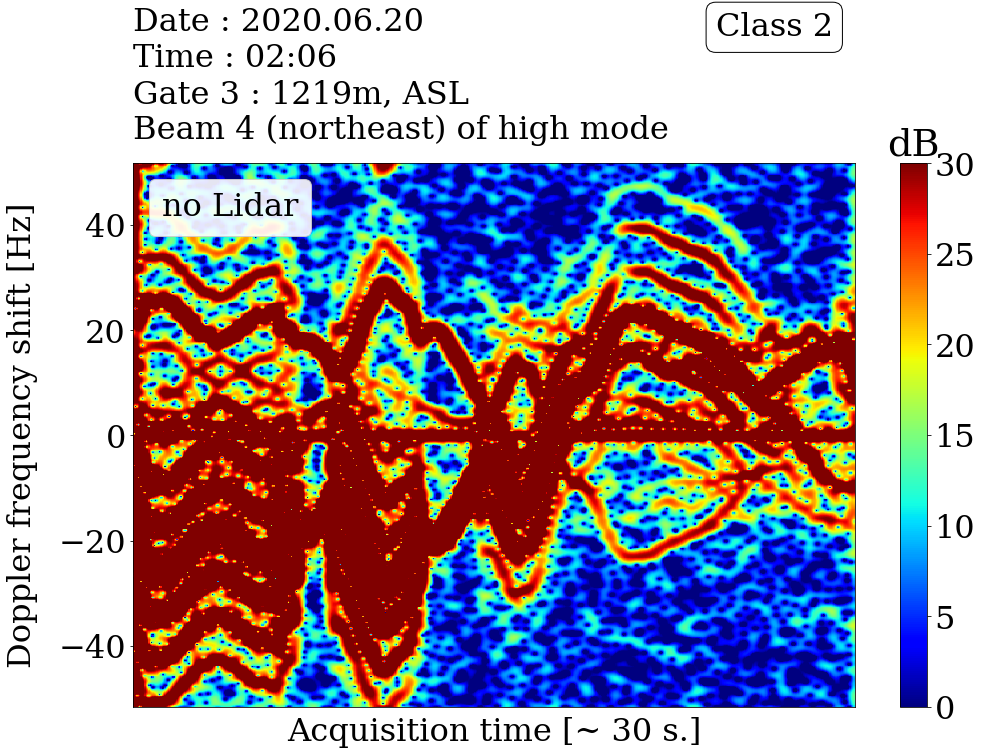 Date : 2020.06.20
Time : 02:06
Gate 3 : 1219m, ASL
Beam 4 (northeast) of high mode
Class 2
dB
no Lidar
Doppler frequency shift [Hz]
40
20
0
−20
−40
30
25
20
15
10
5
0
Acquisition time [~ 30 s.]